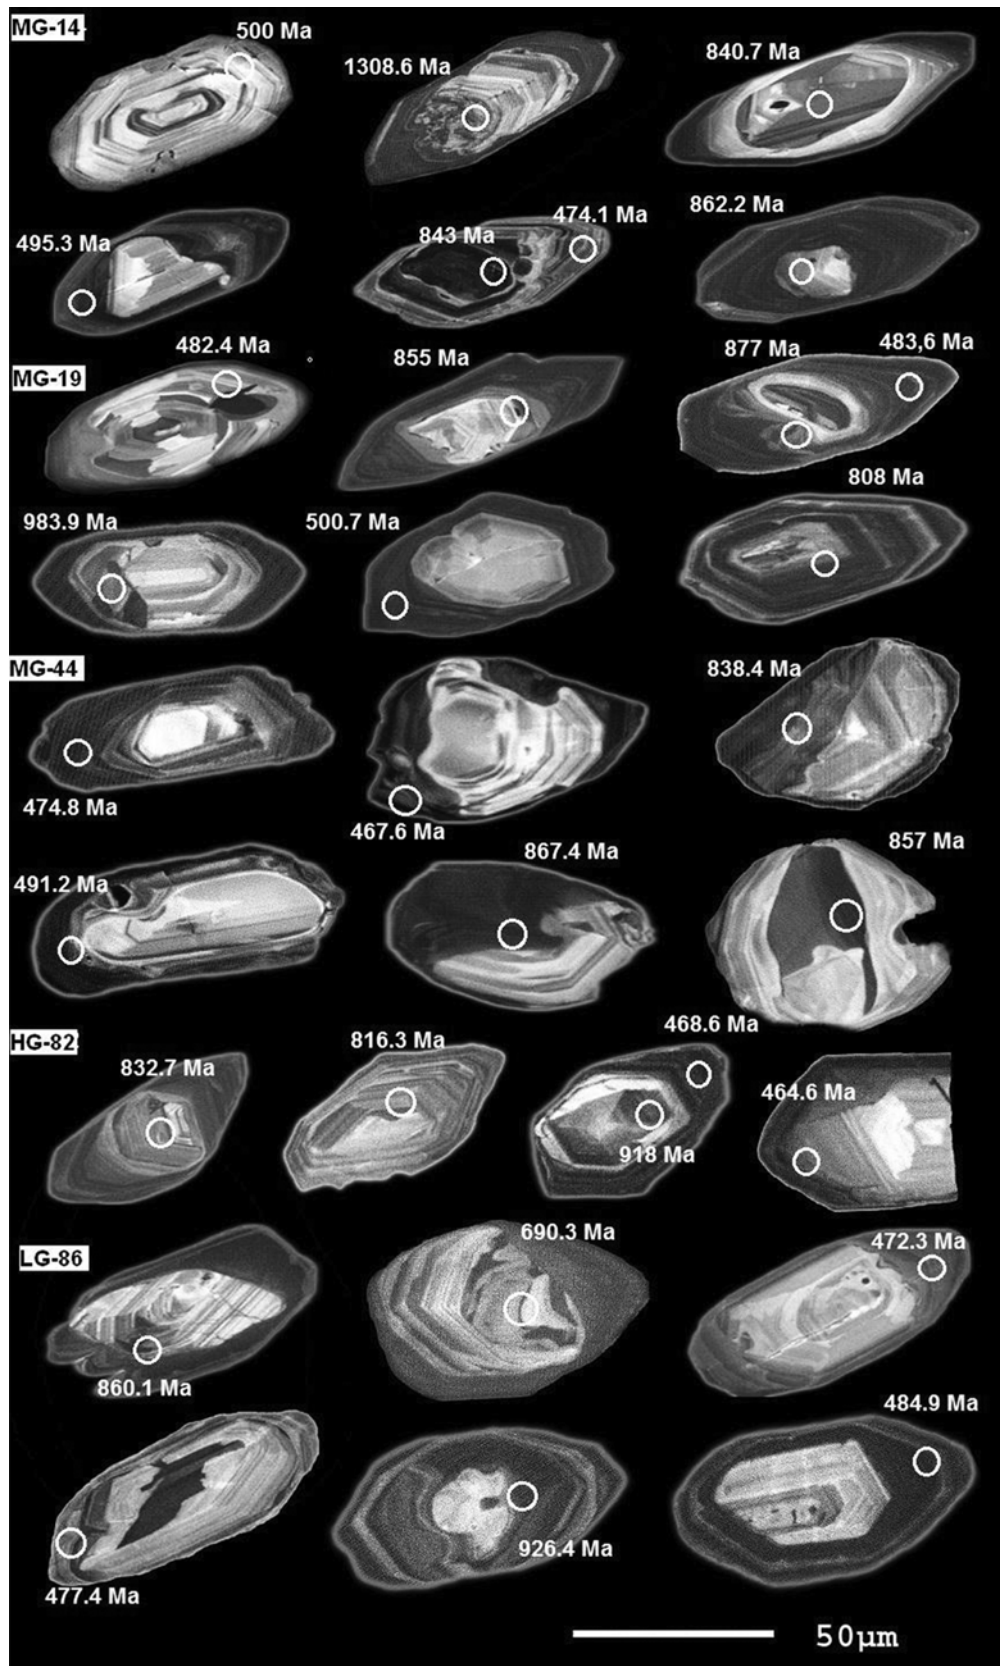 MG-14
500 Ma
1308.6 Ma
840.7 Ma
495.3 Ma
843 Ma
474.1 Ma
862.2 Ma
MG-19
482.4 Ma
855 Ma
877 Ma
483,6 Ma
983.9 Ma
500.7 Ma
808 Ma
MG-44
474.8 Ma
467.6 Ma
838.4 Ma
491.2 Ma
867.4 Ma
857 Ma
HG-82
832.7 Ma
816.3 Ma
468.6 Ma
918 Ma
464.6 Ma
LG-86
860.1 Ma
690.3 Ma
472.3 Ma
477.4 Ma
926.4 Ma
484.9 Ma
50μm